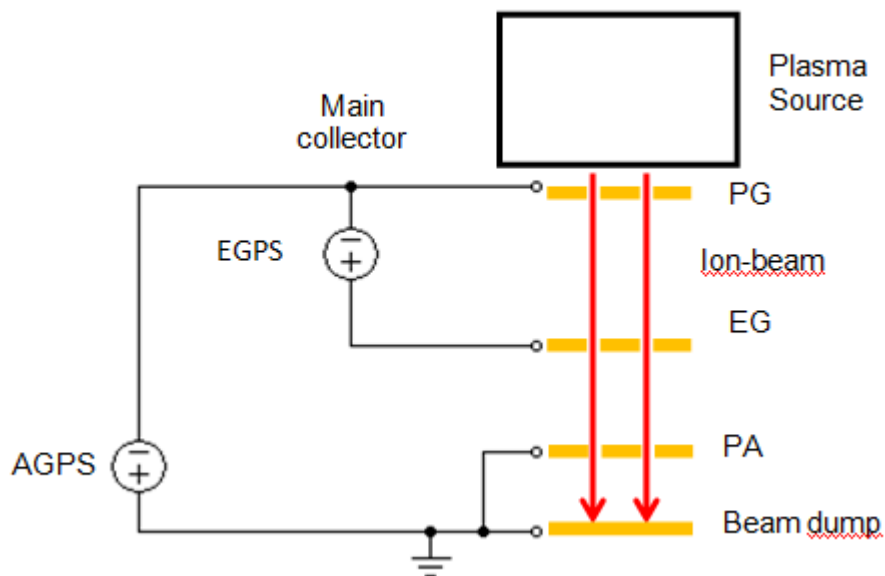 Plasma
Source
Main
collector
PG
EGPS
Ion-beam
EG
AGPS
PA
Beam dump